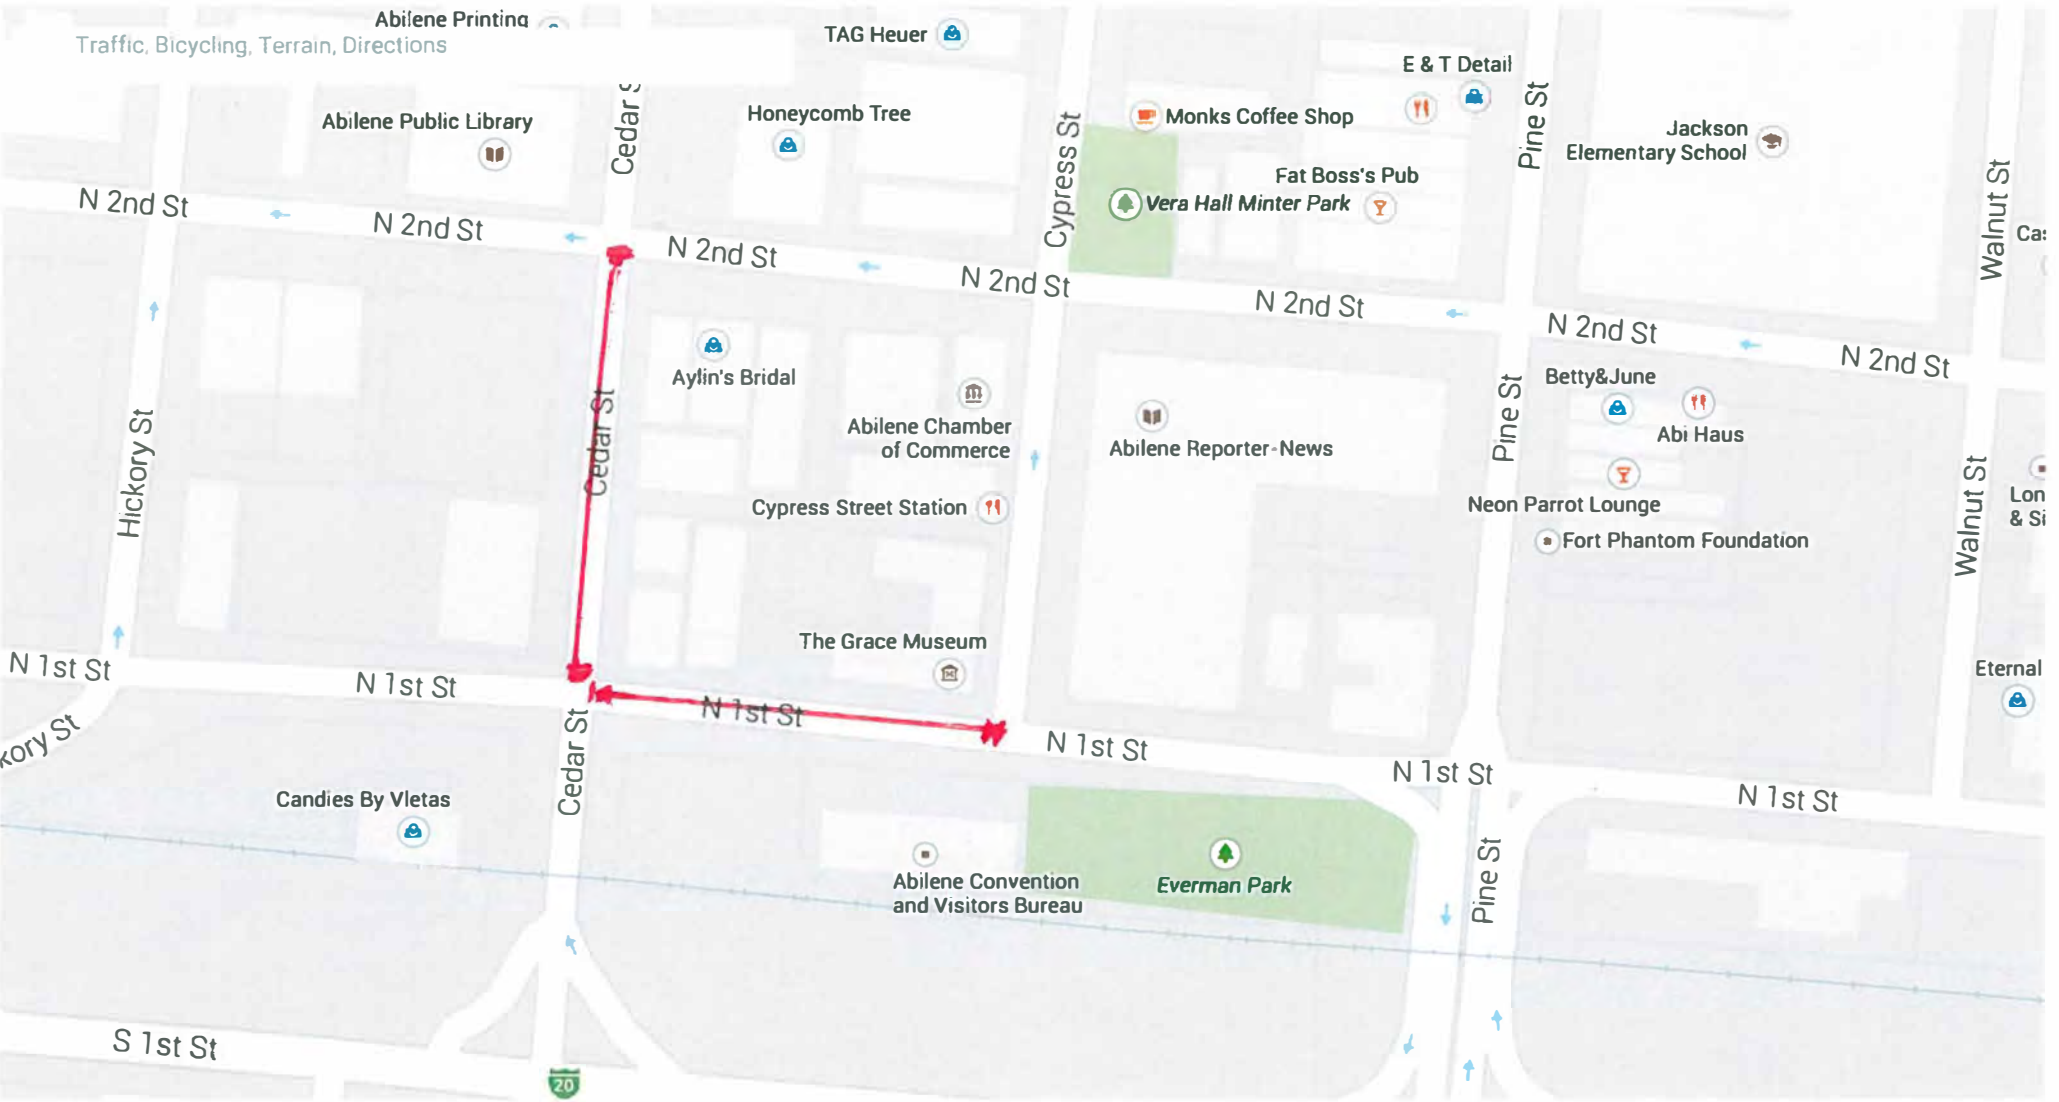 Abilene Printing
Traffic, Bicycling, Terrain, Directions
TAG Heuer
E & T Detail
Cedar S
Abilene Public Library
Honeycomb Tree
Cypress St
Monks Coffee Shop
Pine St
Jackson
Elementary School
Fat Boss's Pub
Vera Hall Minter Park
Walnut St
Cas
N 2nd St
N 2nd St
N 2nd St
N 2nd St
N 2nd St
N 2nd St
N 2nd St
Aylin's Bridal
Betty&June
Abi Haus
Hickory St
Cedar St
Abilene Chamber
of Commerce
Abilene Reporter-News
Pine St
Cypress Street Station
Neon Parrot Lounge
Fort Phantom Foundation
Walnut St
Lon
& Si
The Grace Museum
Eternal
N 1st St
N 1st St
N 1st St
N 1st St
N 1st St
N 1st St
kory St
Cedar St
Candies By Vletas
Abilene Convention
and Visitors Bureau
Everman Park
Pine St
S 1st St
20